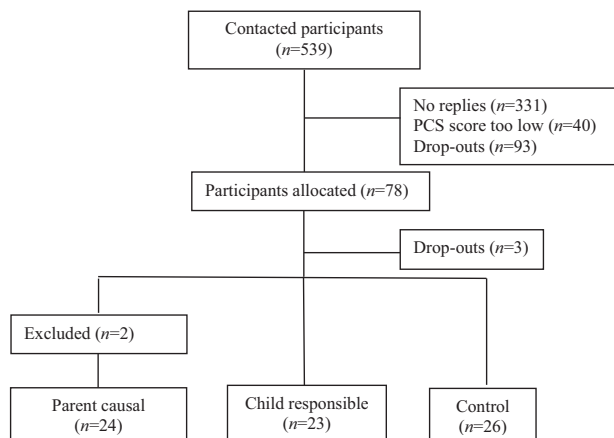 Contacted participants
(n=539)
No replies (n=331)
PCS score too low (n=40)
Drop-outs (n=93)
Participants allocated (n=78)
Drop-outs (n=3)
Excluded (n=2)
Parent causal
(n=24)
Child responsible
(n=23)
Control
(n=26)